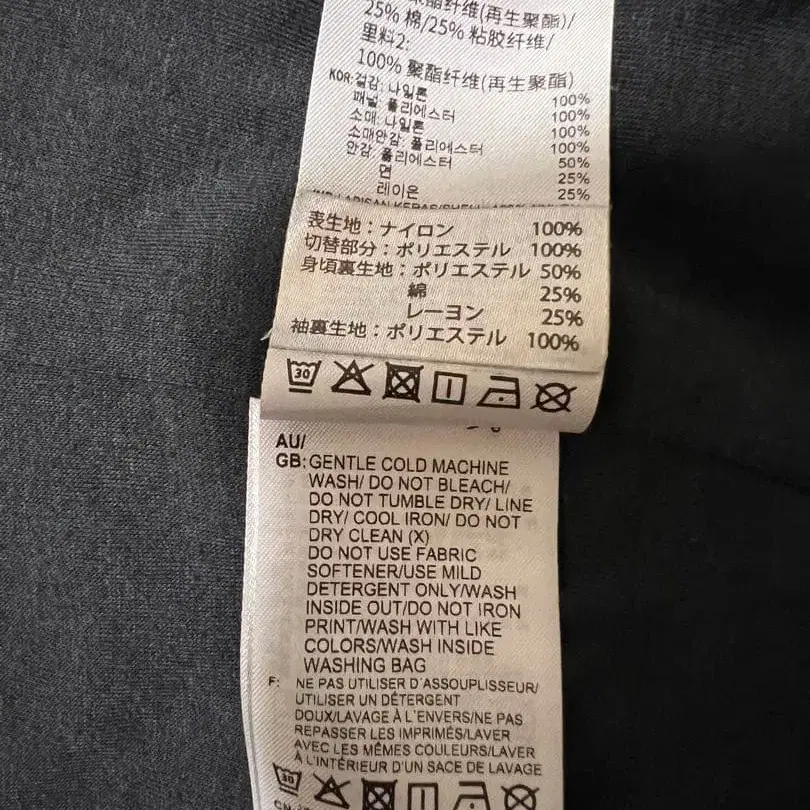 聚酯纤维(再生聚酯)/
25% 棉/25% 粘胶纤维/
里料2:
100% 聚酯纤维(再生聚酯)
KOR: 겉감: 나일론 100%
패널: 폴리에스터 100%
소매: 나일론 100%
소매안감: 폴리에스터 100%
안감: 폴리에스터 50%
면 25%
레이온 25%
表生地：ナイロン 100%
切替部分：ポリエステル 100%
身頃裏生地：ポリエステル 50%
綿 25%
レーヨン 25%
袖裏生地：ポリエステル 100%
30
AU/
GB: GENTLE COLD MACHINE
WASH/ DO NOT BLEACH/
DO NOT TUMBLE DRY/ LINE
DRY/ COOL IRON/ DO NOT
DRY CLEAN (X)
DO NOT USE FABRIC
SOFTENER/USE MILD
DETERGENT ONLY/WASH
INSIDE OUT/DO NOT IRON
PRINT/WASH WITH LIKE
COLORS/WASH INSIDE
WASHING BAG
F: NE PAS UTILISER D'ASSOUPLISSEUR/
UTILISER UN DÉTERGENT
DOUX/LAVAGE À L'ENVERS/NE PAS
REPASSER LES IMPRIMÉS/LAVER
AVEC LES MÊMES COULEURS/LAVER
À L'INTÉRIEUR D'UN SACE DE LAVAGE
30